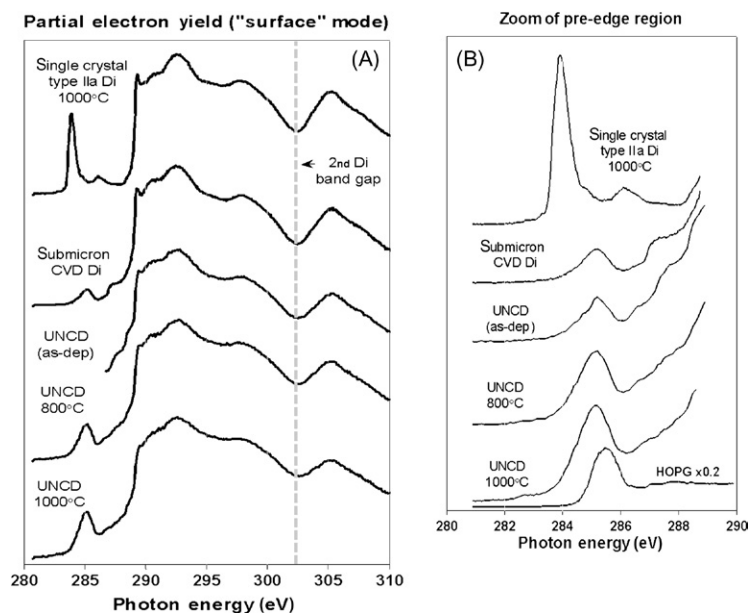 Partial electron yield ("surface" mode)
(A)
Single crystal
type IIa Di
1000°C
2nd Di
band gap
Submicron
CVD Di
UNCD
(as-dep)
UNCD
800°C
UNCD
1000°C
280 285 290 295 300 305 310
Photon energy (eV)
Zoom of pre-edge region
(B)
Single crystal
type IIa Di
1000°C
Submicron
CVD Di
UNCD
(as-dep)
UNCD
800°C
UNCD
1000°C
HOPG x0.2
280 282 284 286 288 290
Photon energy (eV)